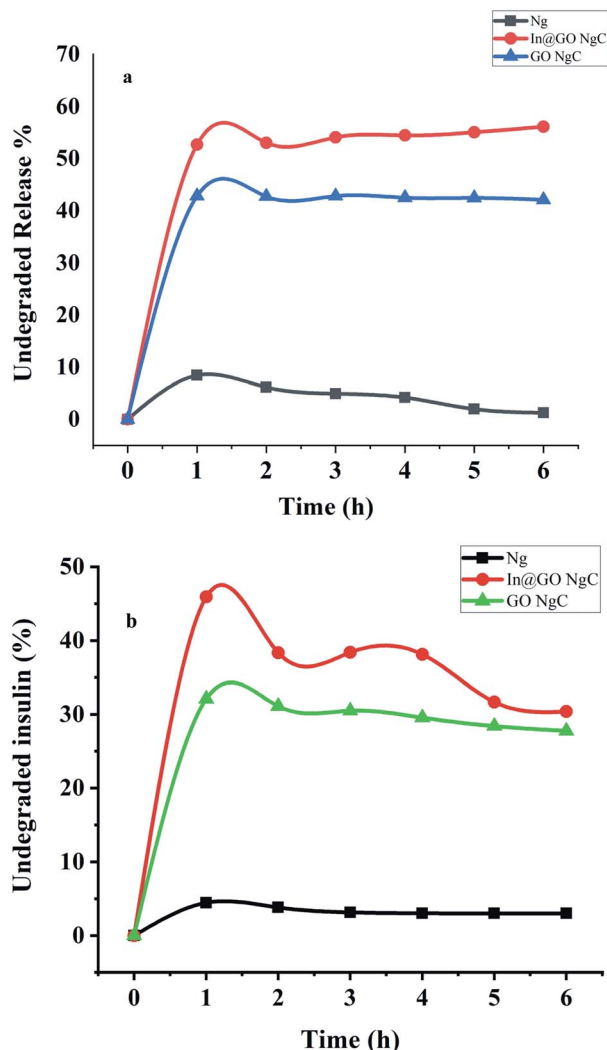 Ng
In@GO NgC
GO NgC
a
70
60
50
40
30
20
10
0
Undegraded Release %
0 1 2 3 4 5 6
Time (h)
Ng
In@GO NgC
GO NgC
b
50
40
30
20
10
0
Undegraded insulin (%)
0 1 2 3 4 5 6
Time (h)